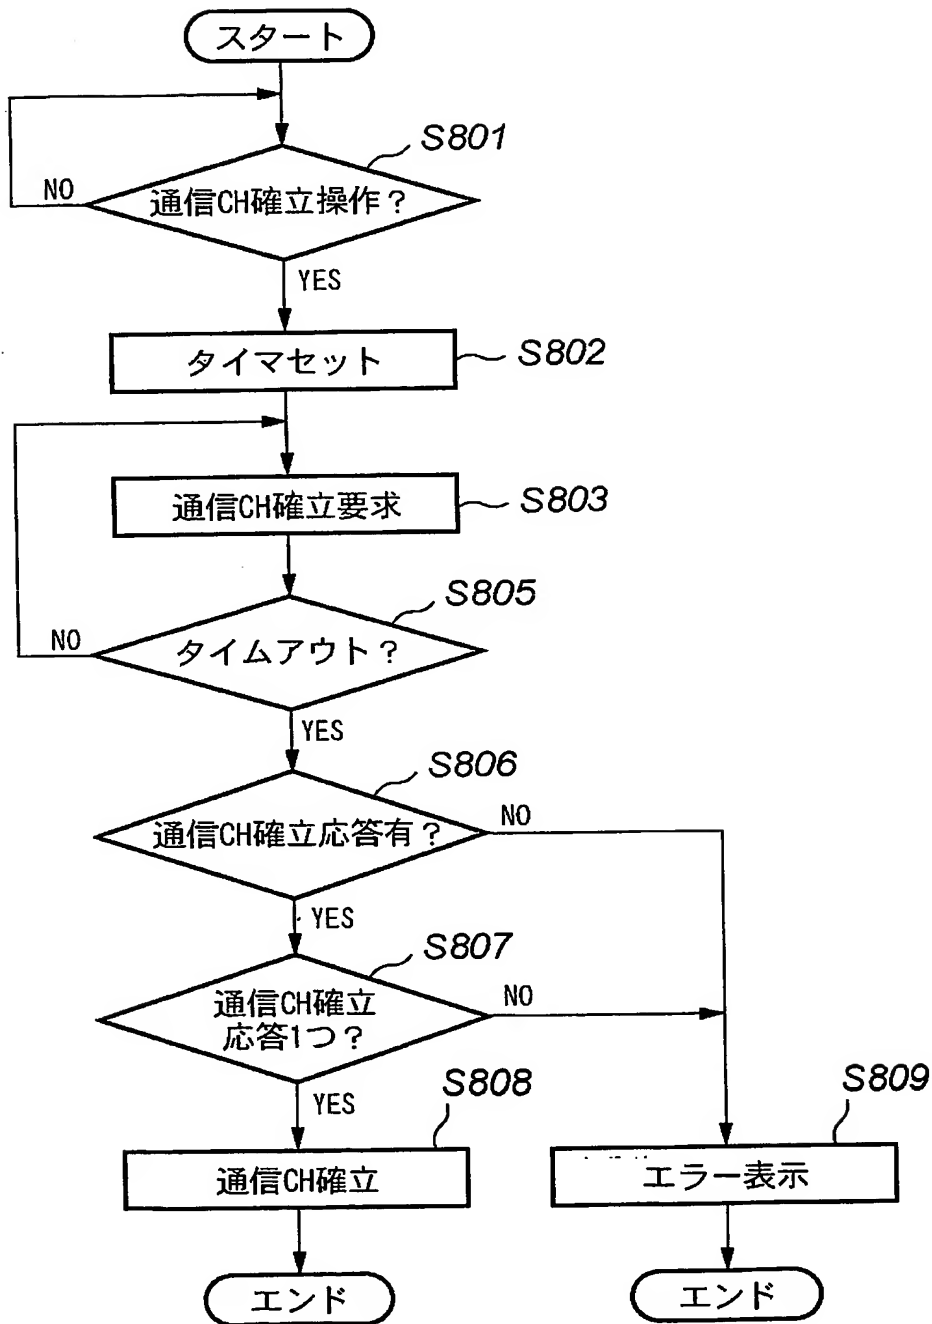 スタート
S801
NO
通信CH確立操作?
YES
タイマセット
S802
通信CH確立要求
S803
S805
NO
タイムアウト?
YES
S806
通信CH確立応答有?
NO
YES
S807
通信CH確立
応答1つ?
NO
YES
S808
通信CH確立
S809
エラー表示
エンド
エンド